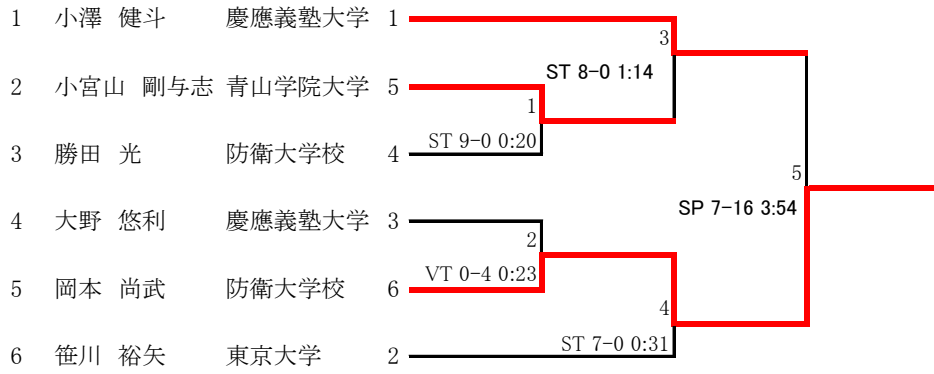 1 小澤 健斗 慶應義塾大学 1
3
ST 8-0 1:14
2 小宮山 剛与志 青山学院大学 5
1
ST 9-0 0:20
3 勝田 光 防衛大学校 4
5
SP 7-16 3:54
4 大野 悠利 慶應義塾大学 3
2
VT 0-4 0:23
5 岡本 尚武 防衛大学校 6
4
ST 7-0 0:31
6 笹川 裕矢 東京大学 2